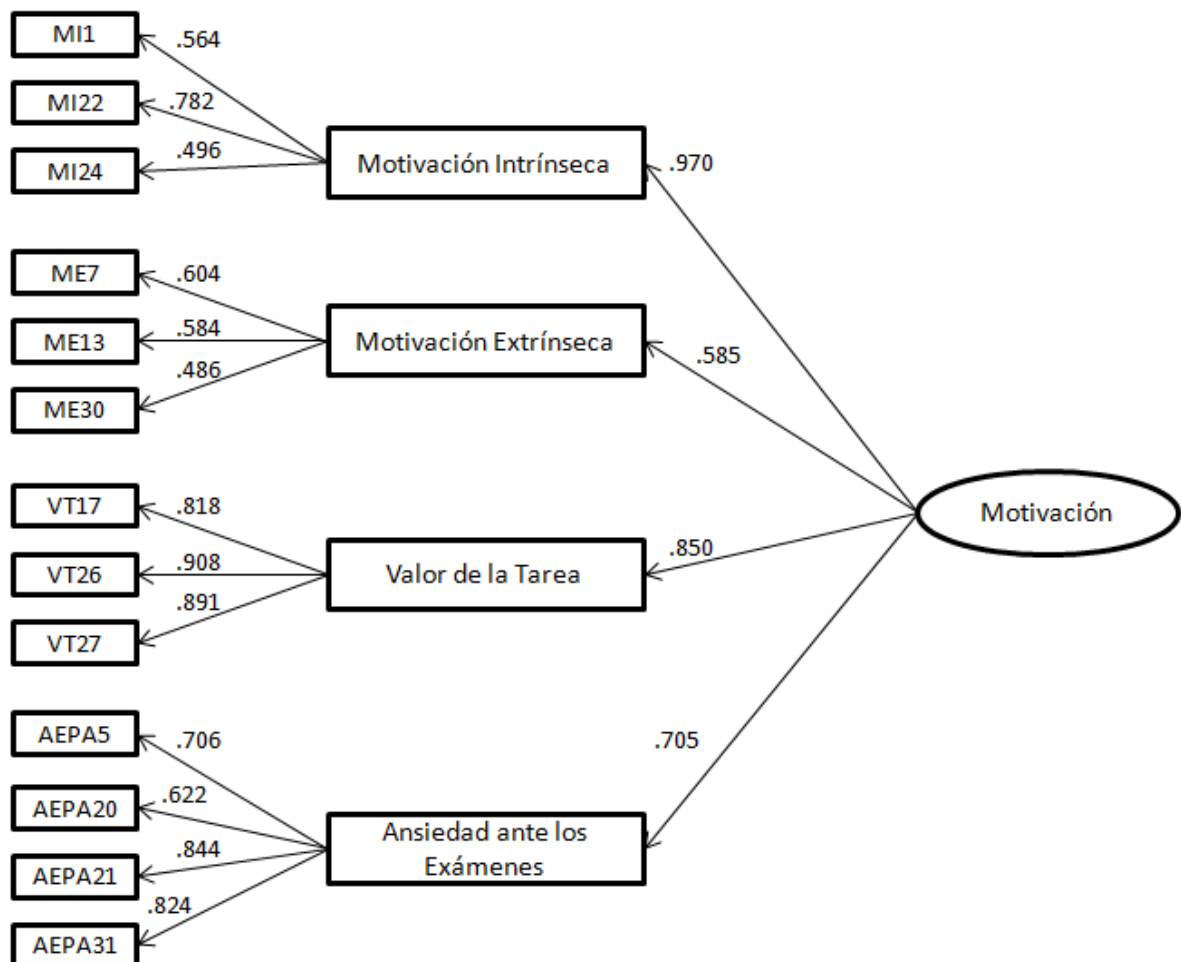 MI1
.564
MI22
.782
MI24
.496
Motivación Intrínseca
.970
ME7
.604
ME13
.584
ME30
.486
Motivación Extrínseca
.585
VT17
.818
VT26
.908
VT27
.891
Valor de la Tarea
.850
Motivación
AEPA5
.706
AEPA20
.622
AEPA21
.844
AEPA31
.824
Ansiedad ante los
Exámenes
.705